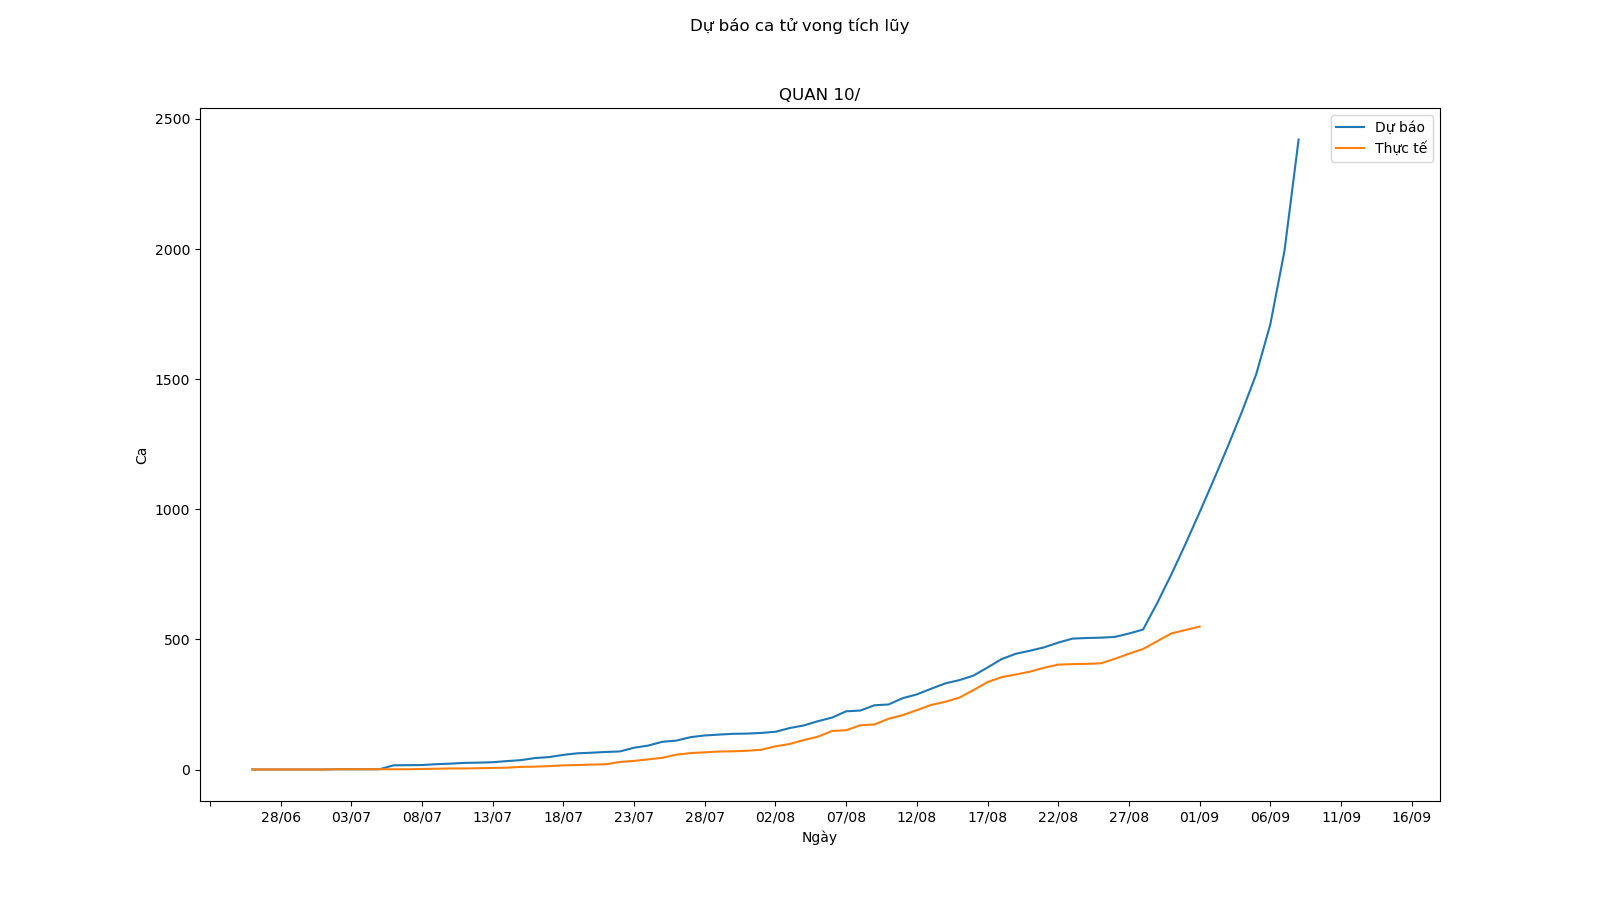 Dự báo ca tử vong tích lũy
QUAN 10/
2500
2000
1500
1000
500
0
Ca
Dự báo
Thực tế
28/06 03/07 08/07 13/07 18/07 23/07 28/07 02/08 07/08 12/08 17/08 22/08 27/08 01/09 06/09 11/09 16/09
Ngày